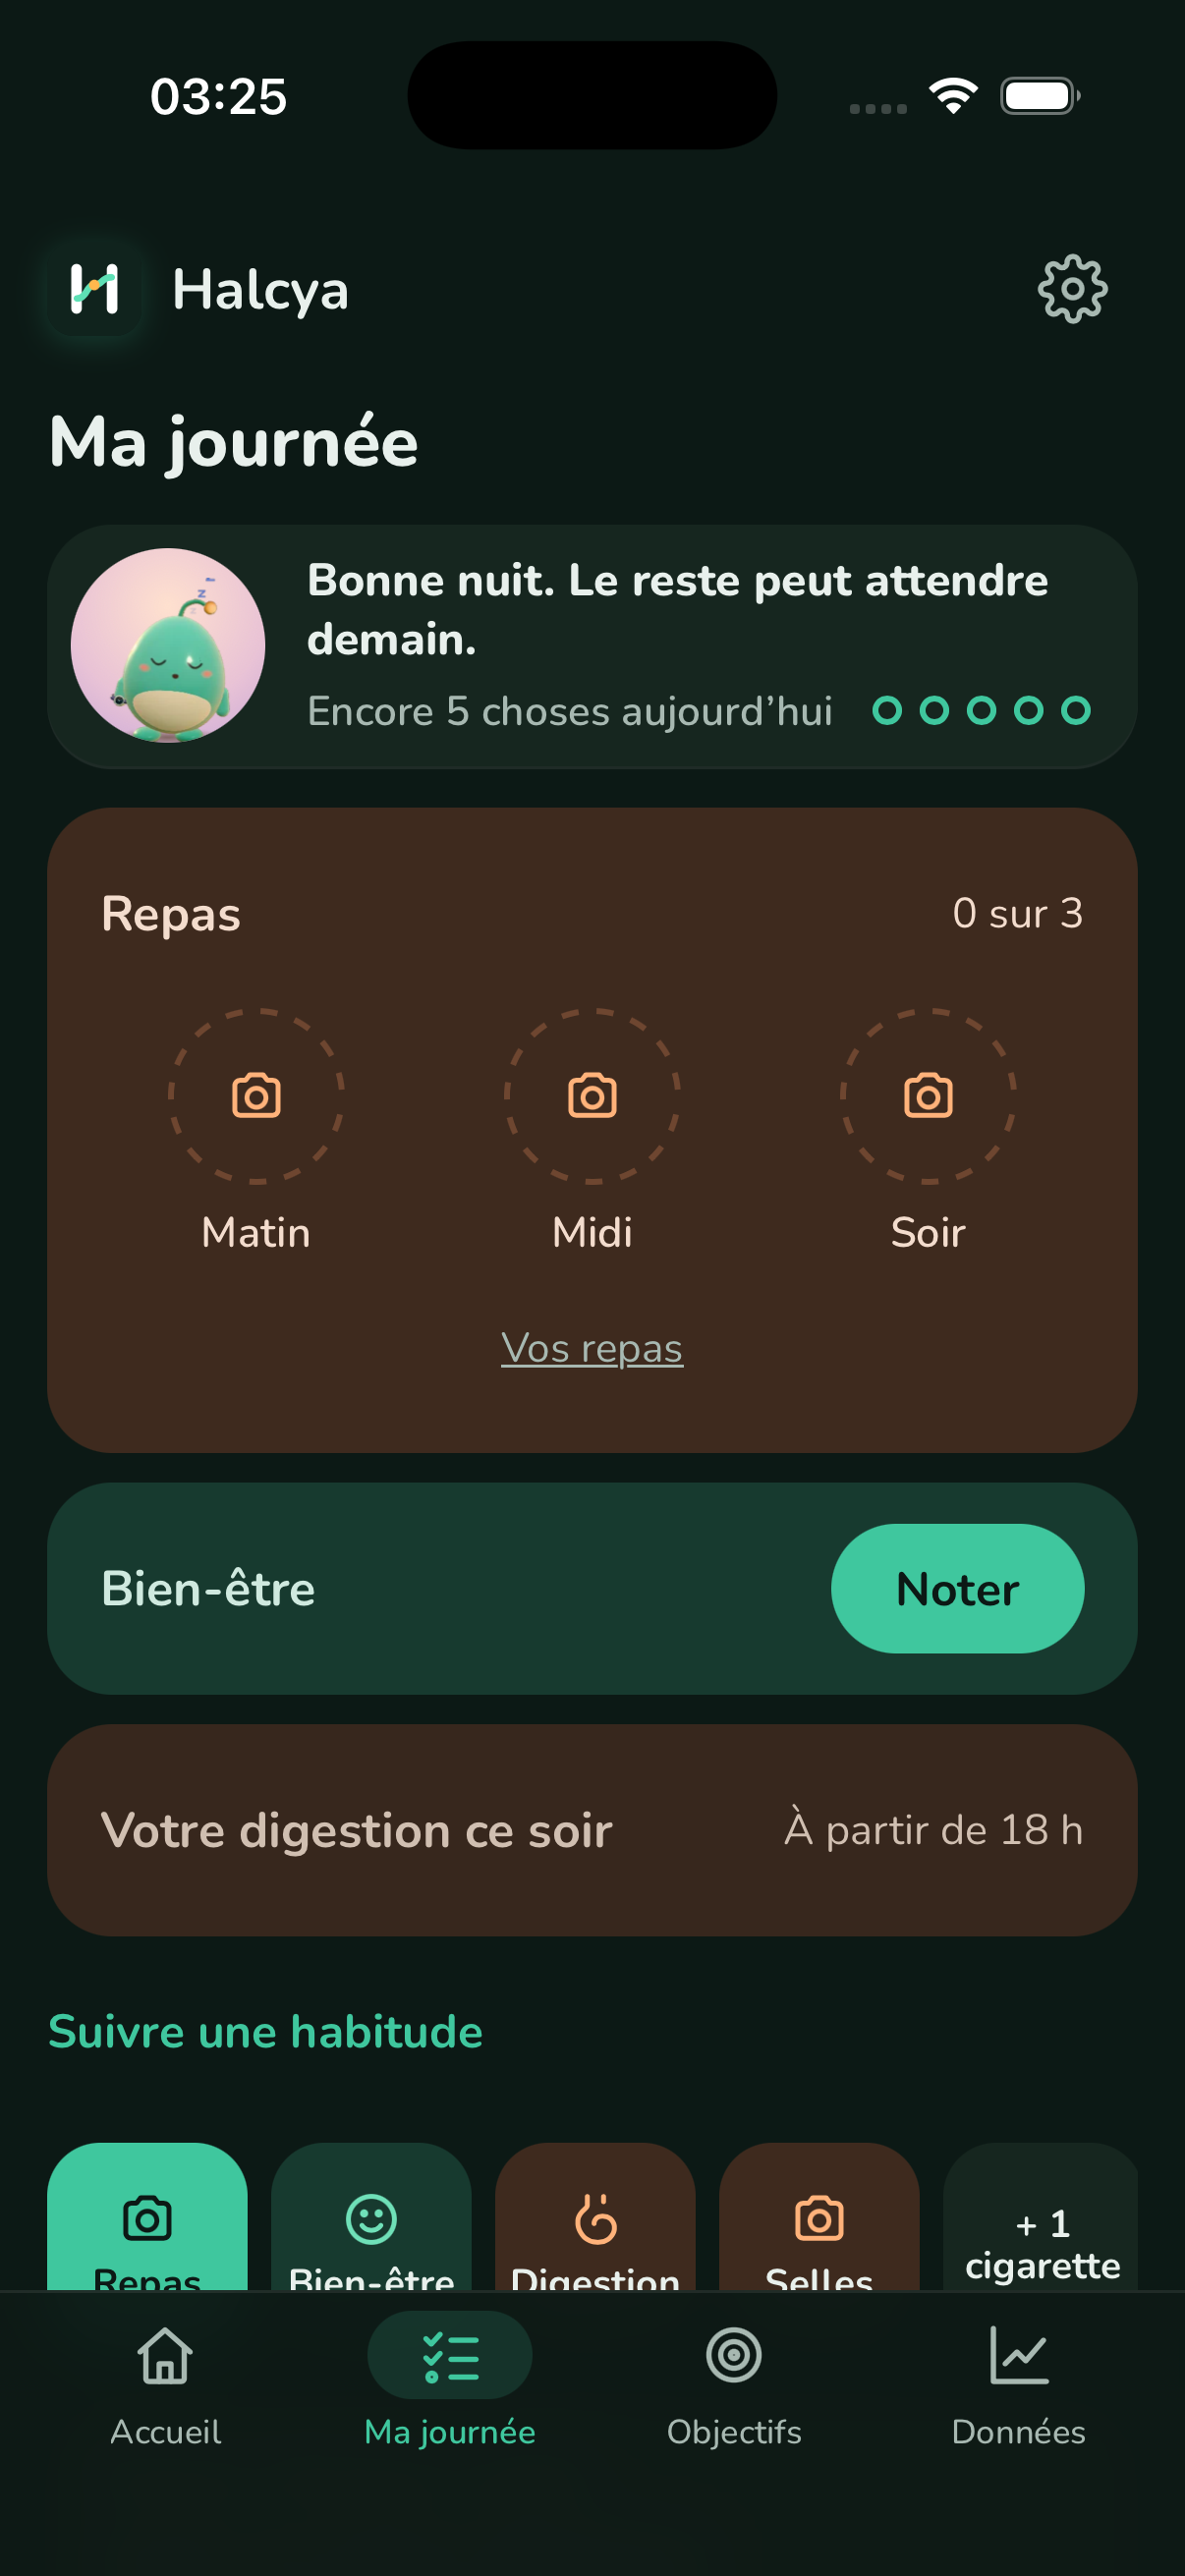 03:25
Halcya
Ma journée
Bonne nuit. Le reste peut attendre
demain.
Encore 5 choses aujourd’hui
Repas
0 sur 3
Matin
Midi
Soir
Vos repas
Bien-être
Noter
Votre digestion ce soir
À partir de 18 h
Suivre une habitude
Repas
Bien-être
Digestion
Selles
+ 1
cigarette
Accueil
Ma journée
Objectifs
Données